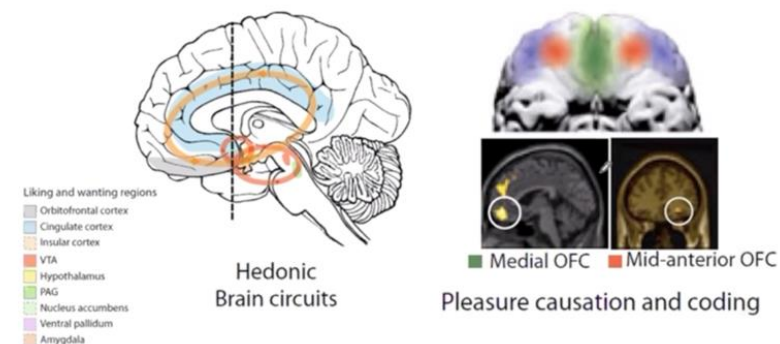 Liking and wanting regions
Orbitofrontal cortex
Cingulate cortex
Insular cortex
VTA
Hypothalamus
PAG
Nucleus accumbens
Ventral pallidum
Amygdala
Hedonic
Brain circuits
Medial OFC
Mid-anterior OFC
Pleasure causation and coding